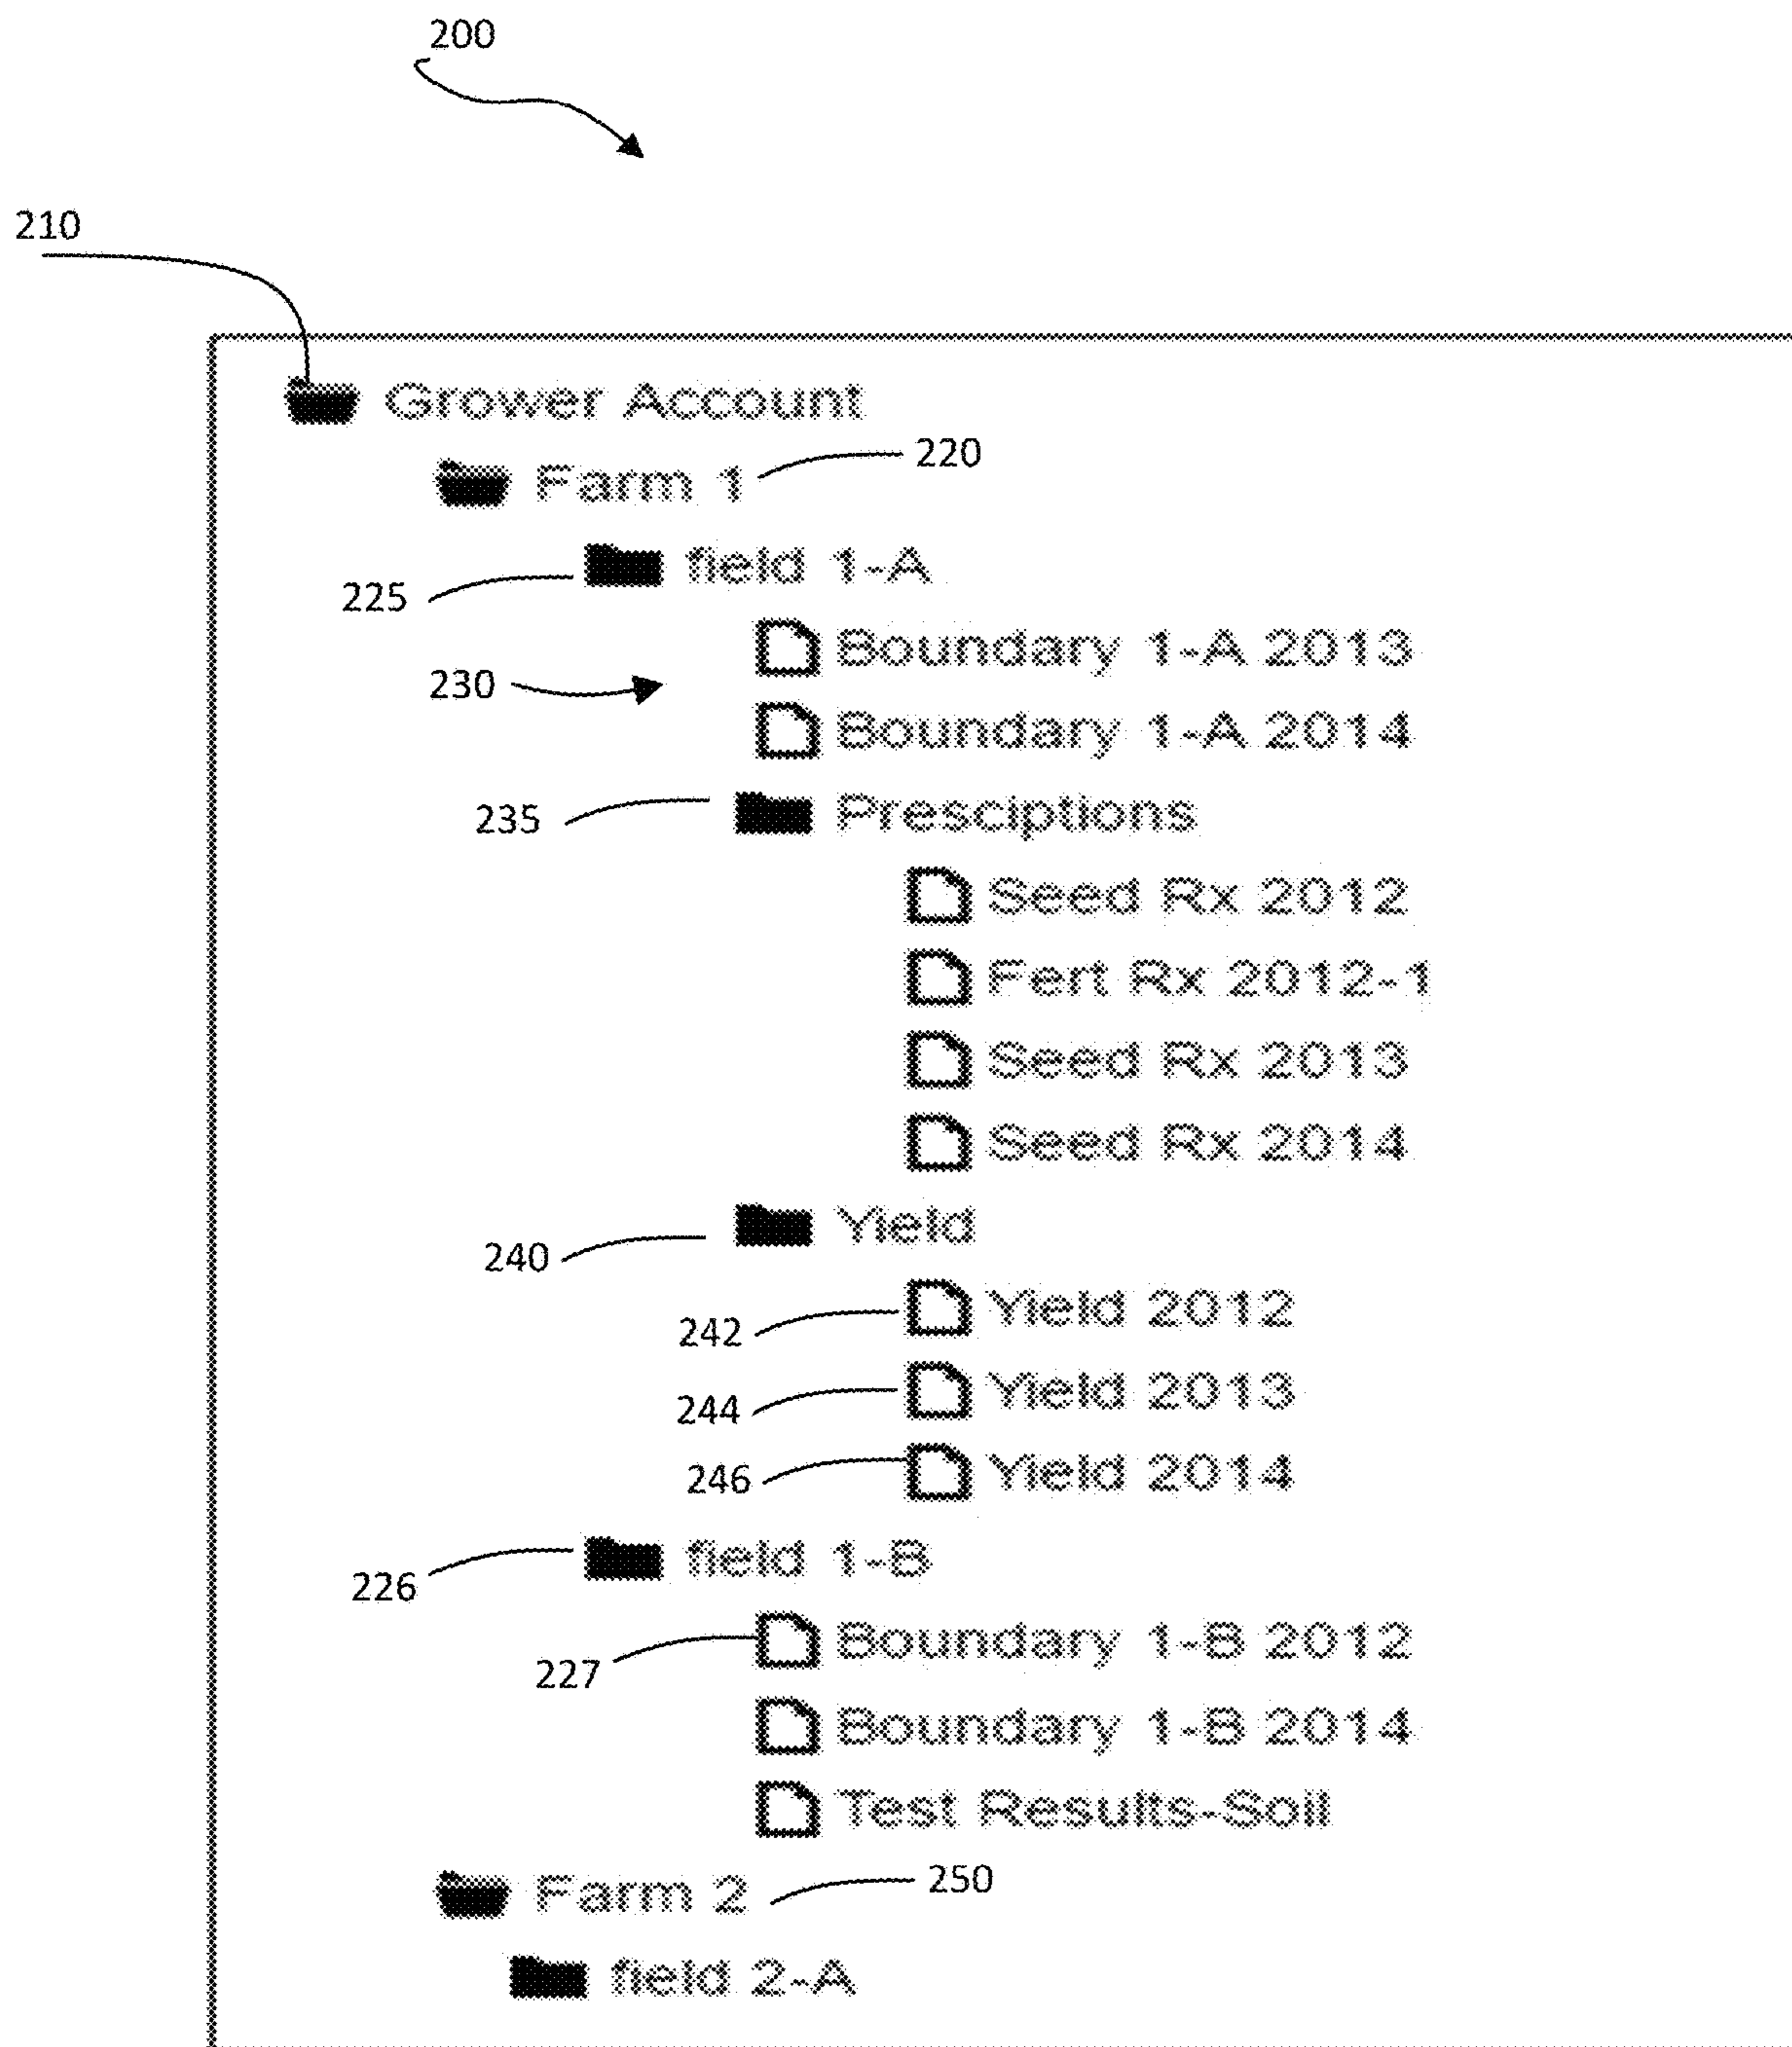 200
210
Grower Account
Farm 1 220
field 1-A
225
Boundary 1-A 2013
230
Boundary 1-A 2014
235 Presciptions
Seed Rx 2012
Fert Rx 2012-1
Seed Rx 2013
Seed Rx 2014
Yield
240
Yield 2012
242
Yield 2013
244
Yield 2014
246
field 1-B
226
Boundary 1-B 2012
227
Boundary 1-B 2014
Test Results-Soil
Farm 2 250
field 2-A